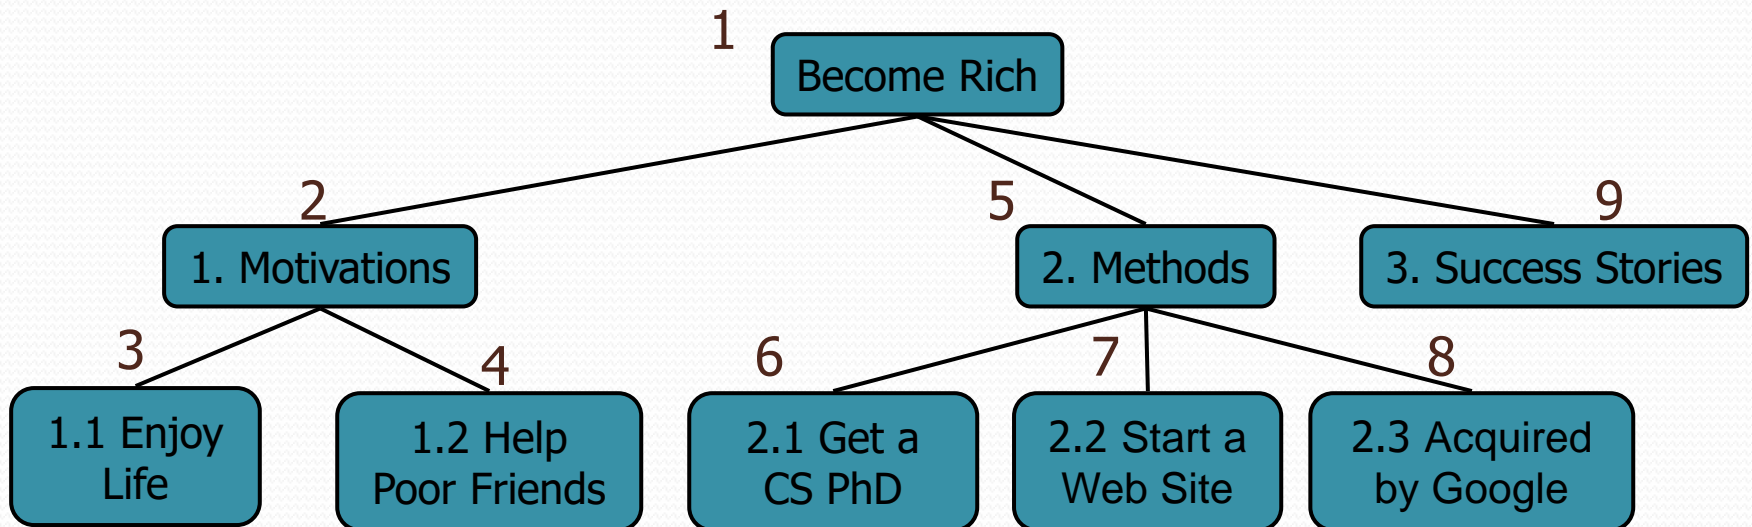 1
Become Rich
2
5
9
1. Motivations
2. Methods
3. Success Stories
3
4
6
7
8
1.1 Enjoy
Life
1.2 Help
Poor Friends
2.1 Get a
CS PhD
2.2 Start a
Web Site
2.3 Acquired
by Google